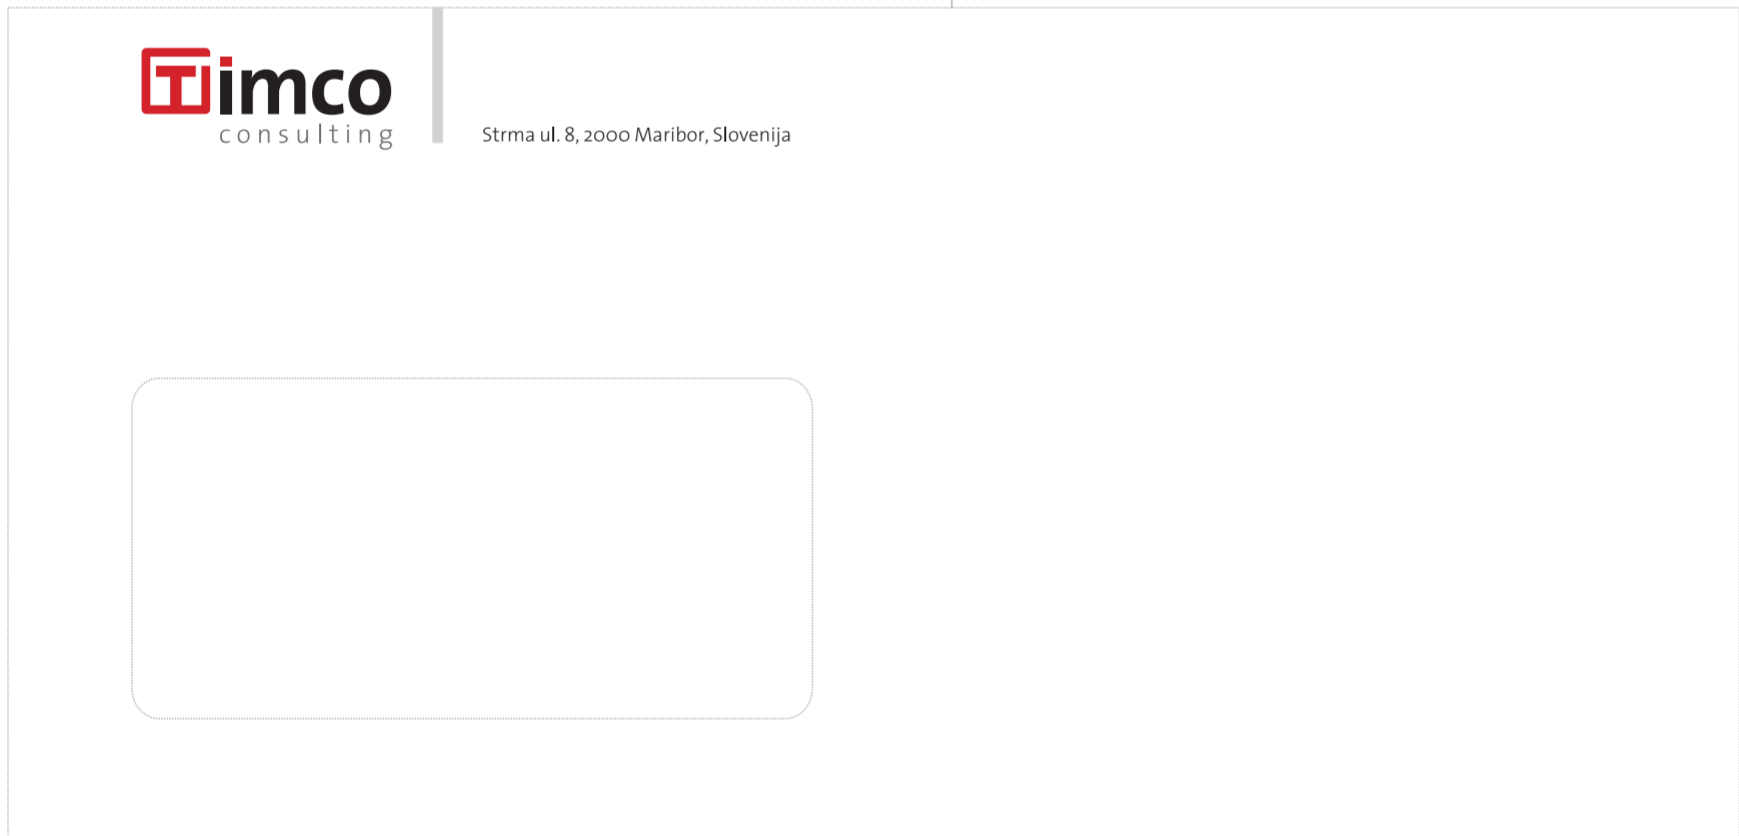 Timco
consulting
Strma ul. 8, 2000 Maribor, Slovenija